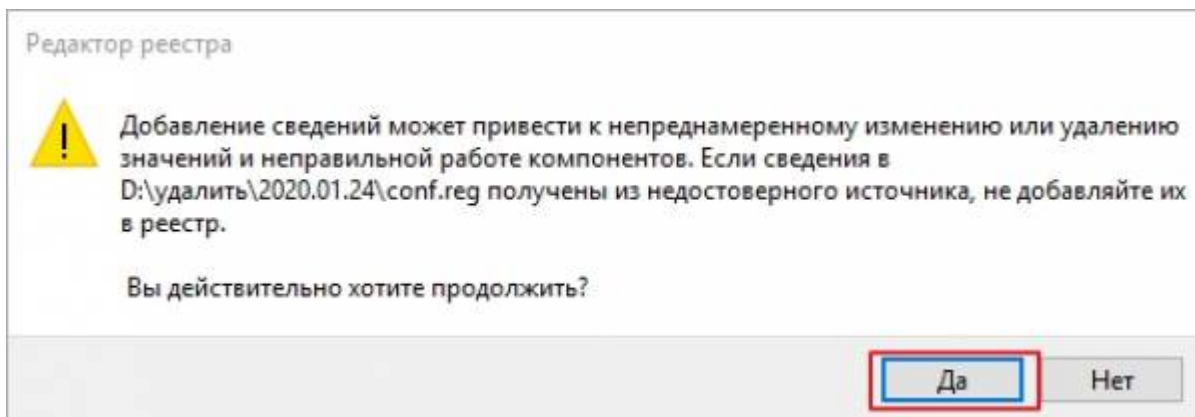 Редактор реестра
Добавление сведений может привести к непреднамеренному изменению или удалению
значений и неправильной работе компонентов. Если сведения в
D:\удалить\2020.01.24\conf.reg получены из недостоверного источника, не добавляйте их
в реестр.
Вы действительно хотите продолжить?
Да Нет